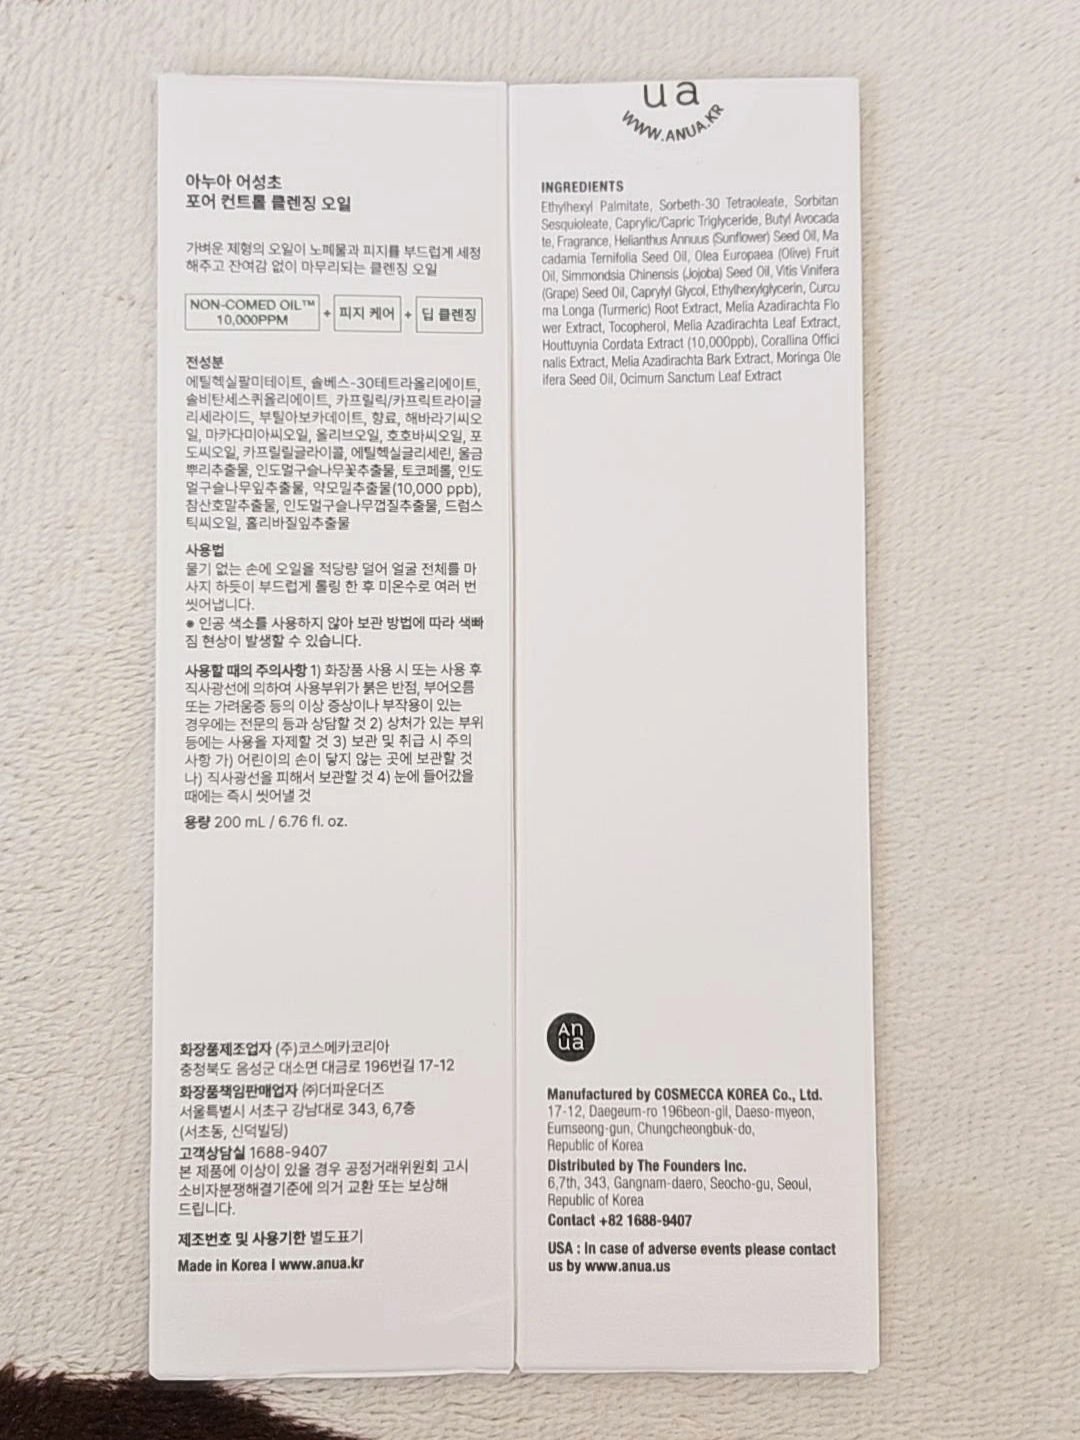 아누아 어성초
포어 컨트롤 클렌징 오일
가벼운 제형의 오일이 노폐물과 피지를 부드럽게 세정
해주고 잔여감 없이 마무리되는 클렌징 오일
NON-COMED OIL™
10,000PPM
+ 피지 케어 + 딥 클렌징
전성분
에틸헥실팔미테이트, 솔베스-30테트라올리에이트,
솔비탄세스퀴올리에이트, 카프릴릭/카프릭트라이글
리세라이드, 부틸아보카데이트, 향료, 해바라기씨오
일, 마카다미아씨오일, 올리브오일, 호호바씨오일, 포
도씨오일, 카프릴릴글라이콜, 에틸헥실글리세린, 울금
뿌리추출물, 인도멀구슬나무꽃추출물, 토코페롤, 인도
멀구슬나무잎추출물, 약모밀추출물(10,000 ppb),
참산호말추출물, 인도멀구슬나무껍질추출물, 드럼스
틱씨오일, 홀리바질잎추출물
사용법
물기 없는 손에 오일을 적당량 덜어 얼굴 전체를 마
사지 하듯이 부드럽게 롤링 한 후 미온수로 여러 번
씻어냅니다.
※ 인공 색소를 사용하지 않아 보관 방법에 따라 색빠
짐 현상이 발생할 수 있습니다.
사용할 때의 주의사항 1) 화장품 사용 시 또는 사용 후
직사광선에 의하여 사용부위가 붉은 반점, 부어오름
또는 가려움증 등의 이상 증상이나 부작용이 있는
경우에는 전문의 등과 상담할 것 2) 상처가 있는 부위
등에는 사용을 자제할 것 3) 보관 및 취급 시 주의
사항 가) 어린이의 손이 닿지 않는 곳에 보관할 것
나) 직사광선을 피해서 보관할 것 4) 눈에 들어갔을
때에는 즉시 씻어낼 것
용량 200 mL / 6.76 fl. oz.
화장품제조업자 (주)코스메카코리아
충청북도 음성군 대소면 대금로 196번길 17-12
화장품책임판매업자 ㈜더파운더즈
서울특별시 서초구 강남대로 343, 6,7층
(서초동, 신덕빌딩)
고객상담실 1688-9407
본 제품에 이상이 있을 경우 공정거래위원회 고시
소비자분쟁해결기준에 의거 교환 또는 보상해
드립니다.
제조번호 및 사용기한 별도표기
Made in Korea I www.anua.kr
ua
WWW.ANUA.KR
INGREDIENTS
Ethylhexyl Palmitate, Sorbeth-30 Tetraoleate, Sorbitan
Sesquioleate, Caprylic/Capric Triglyceride, Butyl Avocada
te, Fragrance, Helianthus Annuus (Sunflower) Seed Oil, Ma
cadamia Ternifolia Seed Oil, Olea Europaea (Olive) Fruit
Oil, Simmondsia Chinensis (Jojoba) Seed Oil, Vitis Vinifera
(Grape) Seed Oil, Caprylyl Glycol, Ethylhexylglycerin, Curcu
ma Longa (Turmeric) Root Extract, Melia Azadirachta Flo
wer Extract, Tocopherol, Melia Azadirachta Leaf Extract,
Houttuynia Cordata Extract (10,000ppb), Corallina Offici
nalis Extract, Melia Azadirachta Bark Extract, Moringa Ole
ifera Seed Oil, Ocimum Sanctum Leaf Extract
An
ua
Manufactured by COSMECCA KOREA Co., Ltd.
17-12, Daegeum-ro 196beon-gil, Daeso-myeon,
Eumseong-gun, Chungcheongbuk-do,
Republic of Korea
Distributed by The Founders Inc.
6,7th, 343, Gangnam-daero, Seocho-gu, Seoul,
Republic of Korea
Contact +82 1688-9407
USA : In case of adverse events please contact
us by www.anua.us